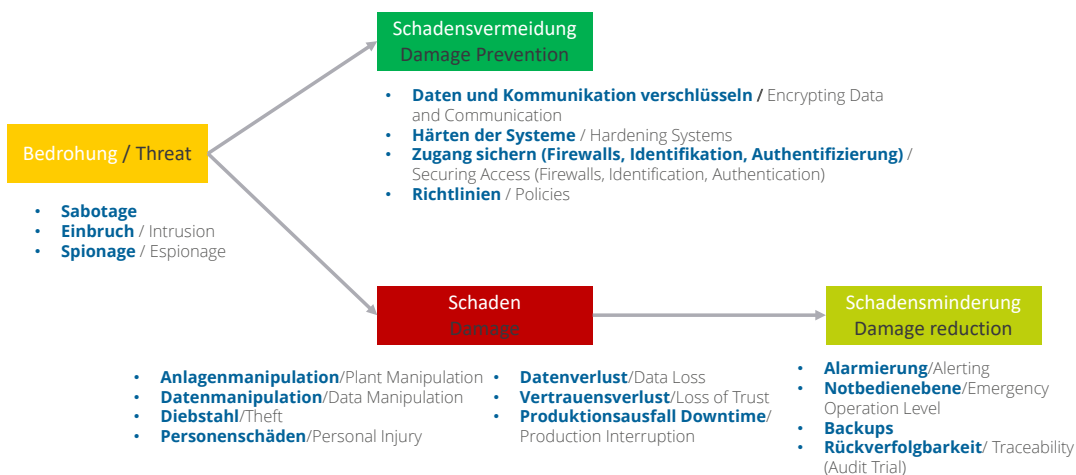 Schadensvermeidung
Damage Prevention
• Daten und Kommunikation verschlüsseln / Encrypting Data
and Communication
• Härten der Systeme / Hardening Systems
• Zugang sichern (Firewalls, Identifikation, Authentifizierung) /
Securing Access (Firewalls, Identification, Authentication)
• Richtlinien / Policies
Bedrohung / Threat
• Sabotage
• Einbruch / Intrusion
• Spionage / Espionage
Schaden
Damage
• Anlagenmanipulation/Plant Manipulation
• Datenmanipulation/Data Manipulation
• Diebstahl/Theft
• Personenschäden/Personal Injury
• Datenverlust/Data Loss
• Vertrauensverlust/Loss of Trust
• Produktionsausfall Downtime/
Production Interruption
Schadensminderung
Damage reduction
• Alarmierung/Alerting
• Notbedienebene/Emergency
Operation Level
• Backups
• Rückverfolgbarkeit/ Traceability
(Audit Trial)